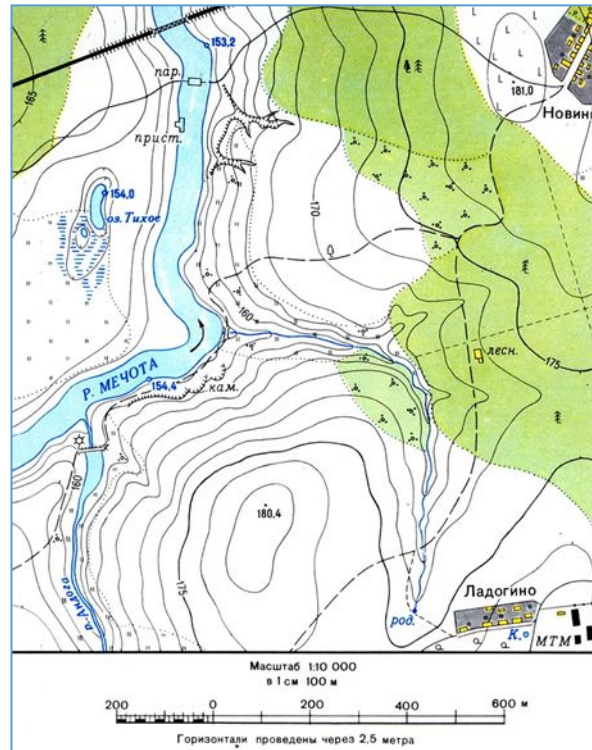 153,2
пар.
165
181,0
Новин
прист.
154,0
оз. Тихое
170
160
лесн.
175
Р. МЕЧОТА
154,4
кам.
160
180,4
175
р. Андога
Ладогино
род.
К.
МТМ
Масштаб 1:10 000
в 1 см 100 м
200 0 200 400 600 м
Горизонтали проведены через 2,5 метра